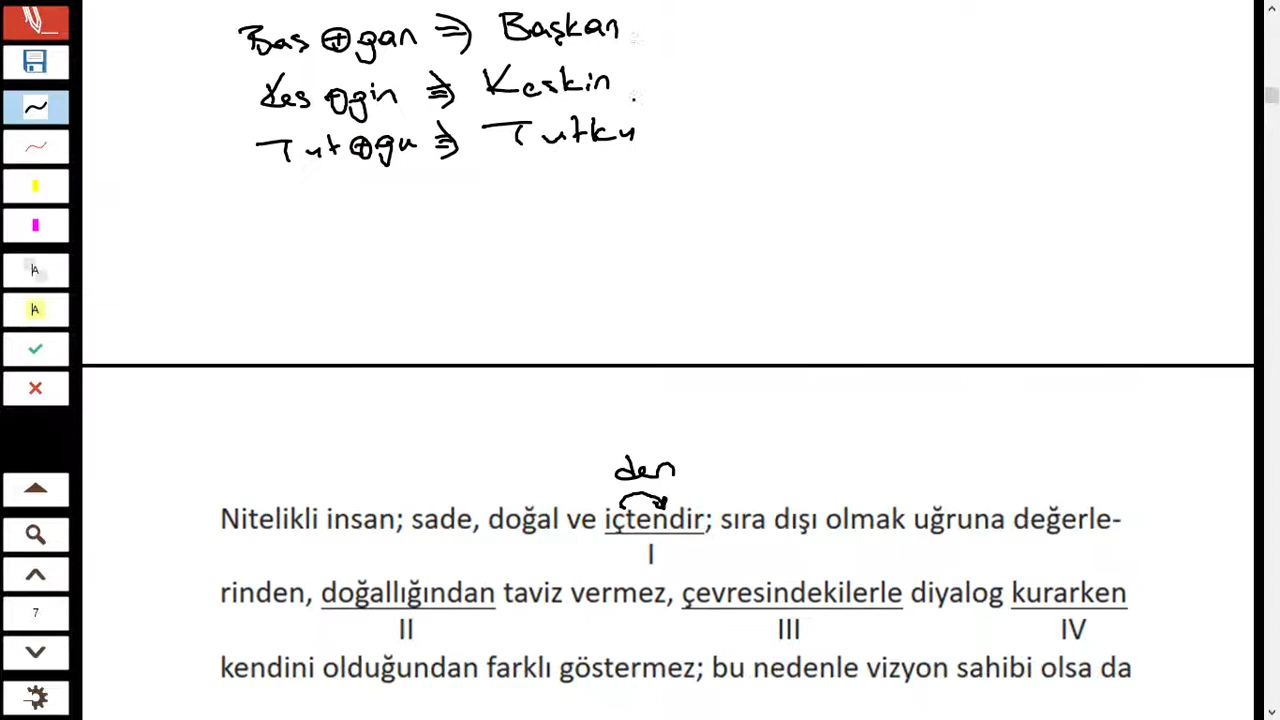 Bas + gan ⇒ Başkan
Kes + gin ⇒ Keskin
Tut + gu ⇒ Tutku
den
Nitelikli insan; sade, doğal ve içtendir; sıra dışı olmak uğruna değerle-
I
rinden, doğallığından taviz vermez, çevresindekilerle diyalog kurarken
II III IV
kendini olduğundan farklı göstermez; bu nedenle vizyon sahibi olsa da
A
A
7